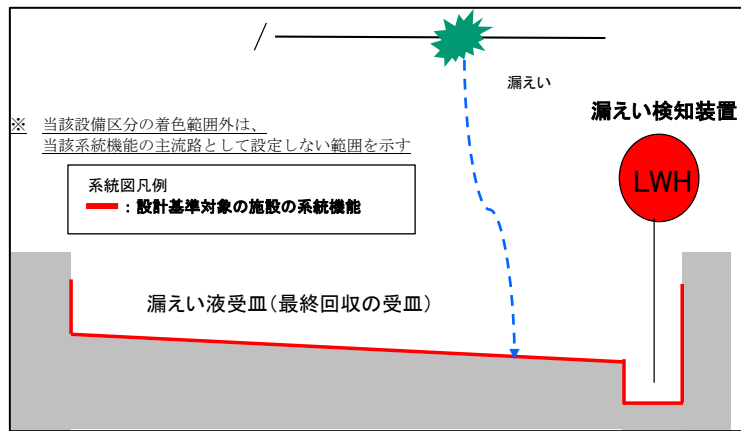 漏えい
漏えい検知装置
※ 当該設備区分の着色範囲外は、
当該系統機能の主流路として設定しない範囲を示す
LWH
系統図凡例
：設計基準対象の施設の系統機能
漏えい液受皿(最終回収の受皿)